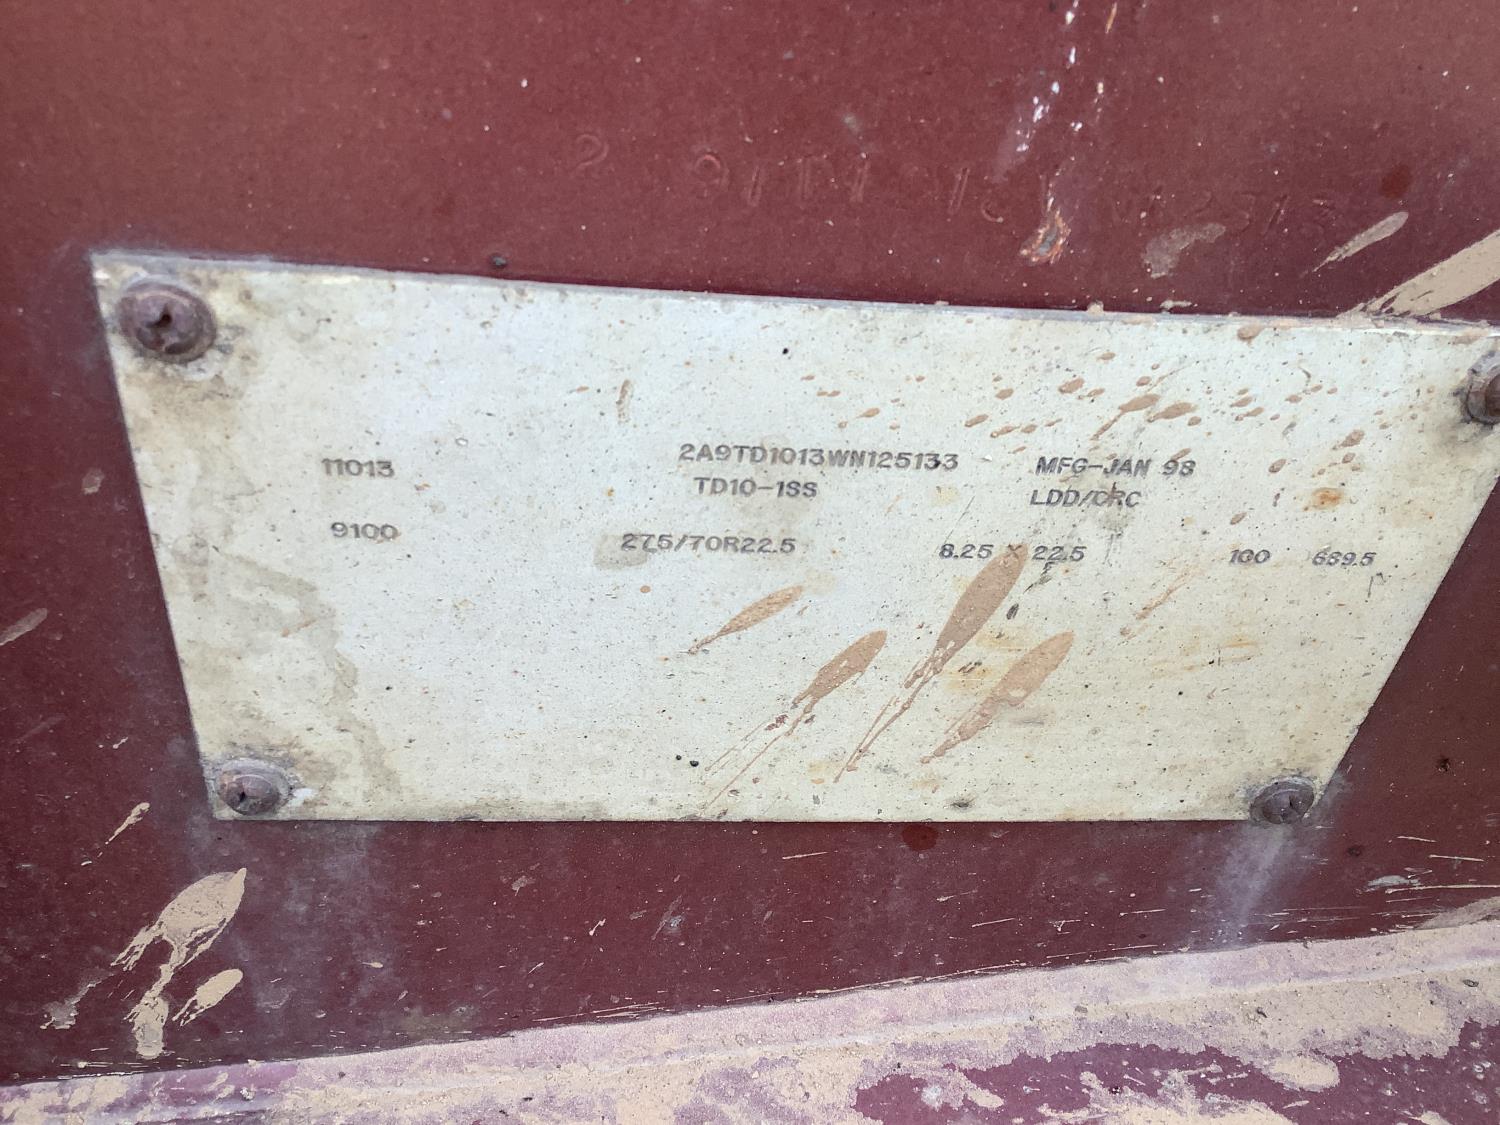 11013 2A9TD1013WN125133 MFG-JAN 98
TD10-1SS LDD/CRC
9100 275/70R22.5 8.25 X 22.5 100 689.5